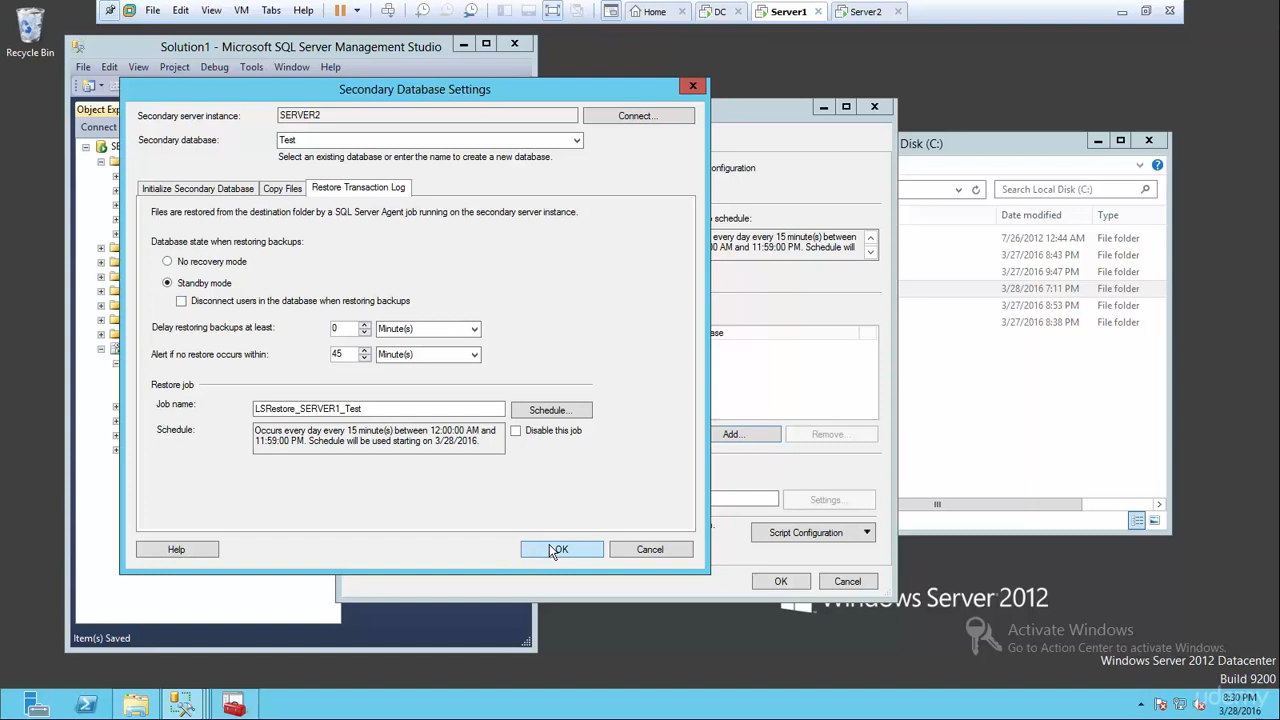 File Edit View VM Tabs Help
Home DC Server1 Server2
Recycle Bin
Solution1 - Microsoft SQL Server Management Studio
File Edit View Project Debug Tools Window Help
Object Exp
Connect
Secondary Database Settings
Secondary server instance: SERVER2 Connect...
Secondary database: Test
Select an existing database or enter the name to create a new database.
Initialize Secondary Database Copy Files Restore Transaction Log
Files are restored from the destination folder by a SQL Server Agent job running on the secondary server instance.
Database state when restoring backups:
No recovery mode
Standby mode
Disconnect users in the database when restoring backups
Delay restoring backups at least: 0 Minute(s)
Alert if no restore occurs within: 45 Minute(s)
Restore job
Job name: LSRestore_SERVER1_Test Schedule...
Schedule: Occurs every day every 15 minute(s) between 12:00:00 AM and
11:59:00 PM. Schedule will be used starting on 3/28/2016.
Disable this job
Help OK Cancel
onfiguration
schedule:
every day every 15 minute(s) between
0 AM and 11:59:00 PM. Schedule will
ase
Add... Remove...
Settings...
Script Configuration
OK Cancel
Disk (C:)
Search Local Disk (C:)
Date modified Type
7/26/2012 12:44 AM File folder
3/27/2016 8:43 PM File folder
3/27/2016 9:47 PM File folder
3/28/2016 7:11 PM File folder
3/27/2016 8:53 PM File folder
3/27/2016 8:38 PM File folder
Item(s) Saved
Windows Server 2012
Activate Windows
Go to Action Center to activate Windows.
Windows Server 2012 Datacenter
Build 9200
udemy
8:30 PM
3/28/2016